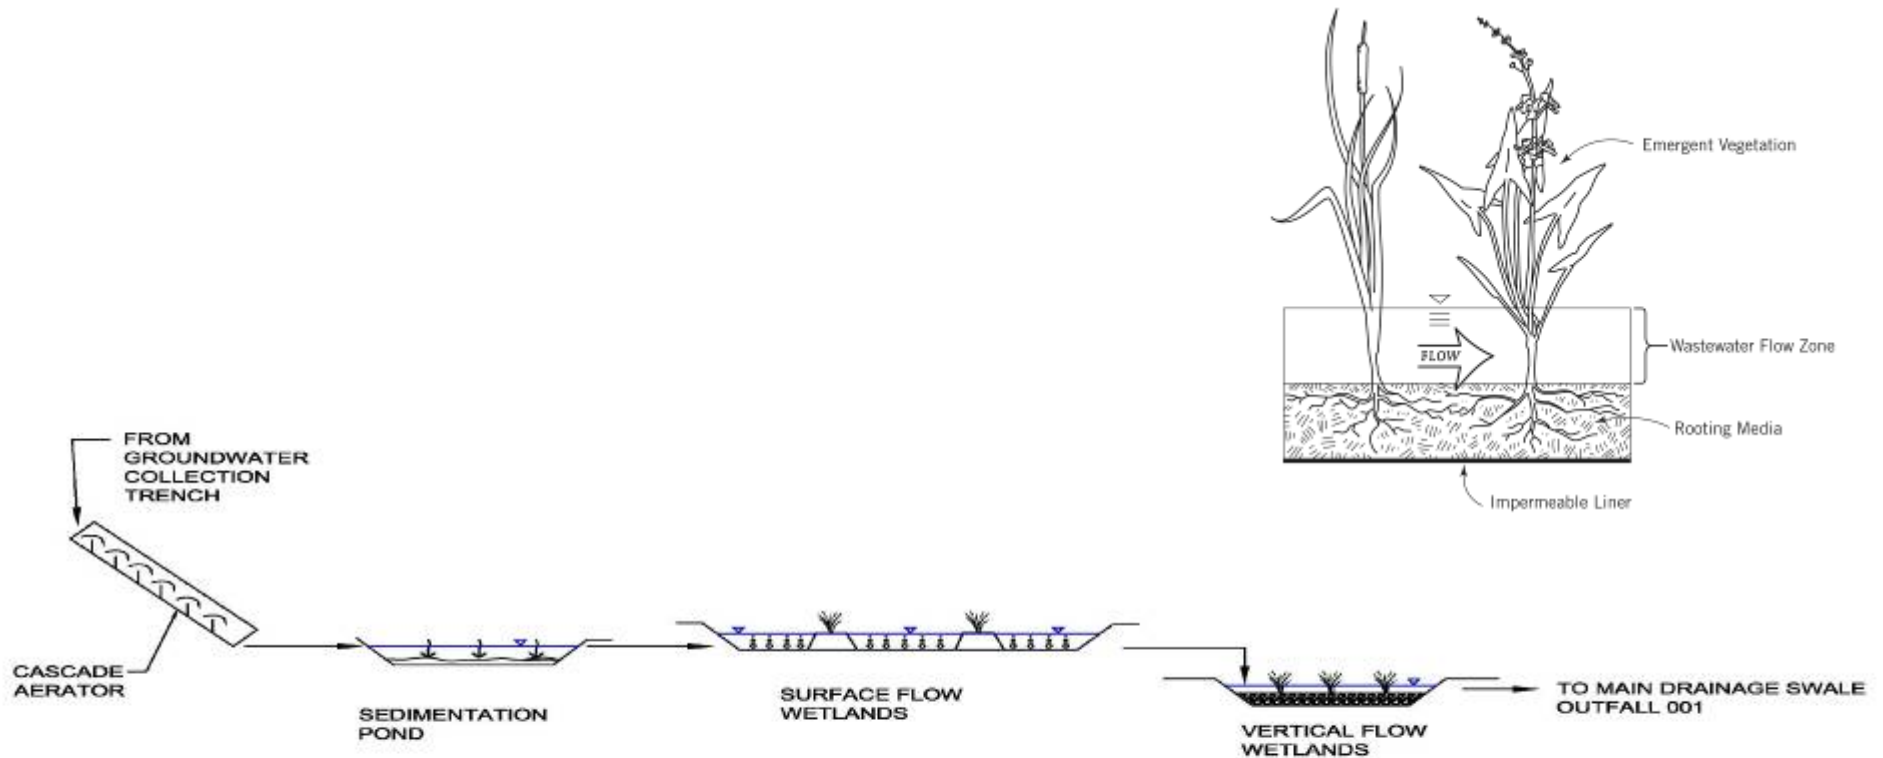 Emergent Vegetation
FLOW
Wastewater Flow Zone
Rooting Media
Impermeable Liner
FROM
GROUNDWATER
COLLECTION
TRENCH
CASCADE
AERATOR
SEDIMENTATION
POND
SURFACE FLOW
WETLANDS
VERTICAL FLOW
WETLANDS
TO MAIN DRAINAGE SWALE
OUTFALL 001